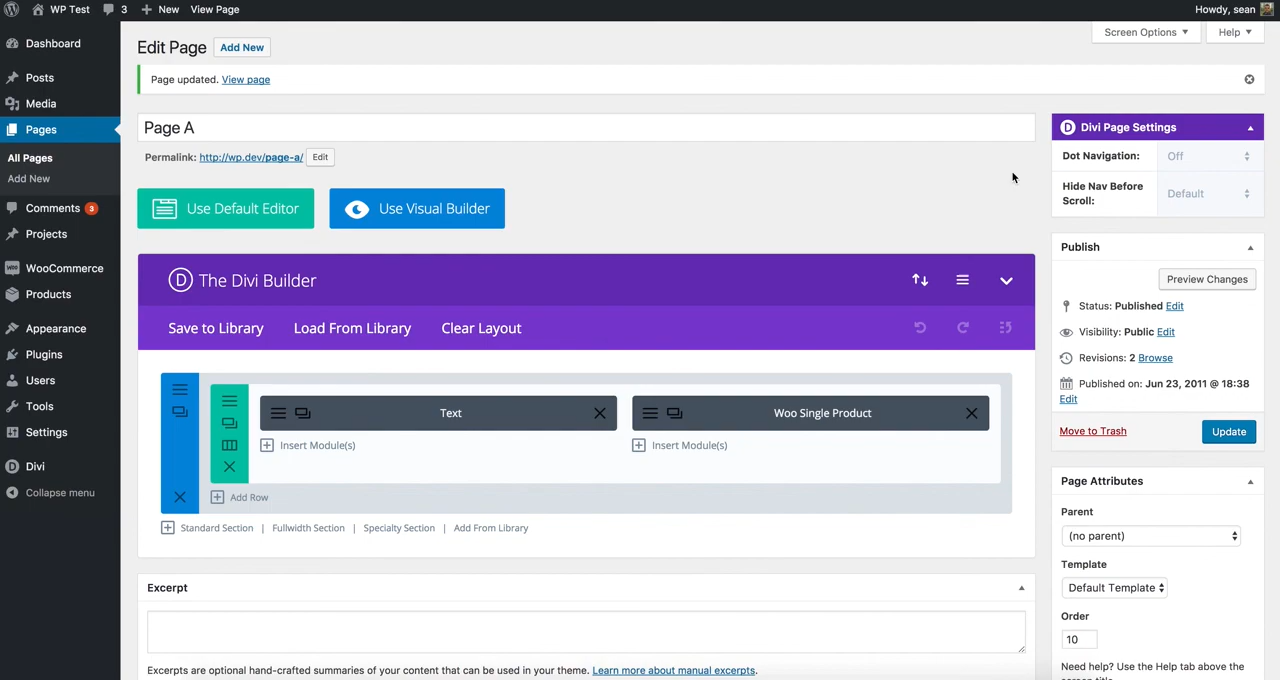 WP Test 3 New View Page Howdy, sean
Screen Options Help
Dashboard
Posts
Media
Pages
All Pages
Add New
Comments 3
Projects
WooCommerce
Products
Appearance
Plugins
Users
Tools
Settings
Divi
Collapse menu
Edit Page Add New
Page updated. View page
Page A
Permalink: http://wp.dev/page-a/ Edit
Use Default Editor Use Visual Builder
D The Divi Builder
Save to Library Load From Library Clear Layout
Text Woo Single Product
Insert Module(s) Insert Module(s)
Add Row
Standard Section | Fullwidth Section | Specialty Section | Add From Library
Excerpt
Excerpts are optional hand-crafted summaries of your content that can be used in your theme. Learn more about manual excerpts.
D Divi Page Settings
Dot Navigation: Off
Hide Nav Before
Scroll: Default
Publish
Preview Changes
Status: Published Edit
Visibility: Public Edit
Revisions: 2 Browse
Published on: Jun 23, 2011 @ 18:38
Edit
Move to Trash Update
Page Attributes
Parent
(no parent)
Template
Default Template
Order
10
Need help? Use the Help tab above the